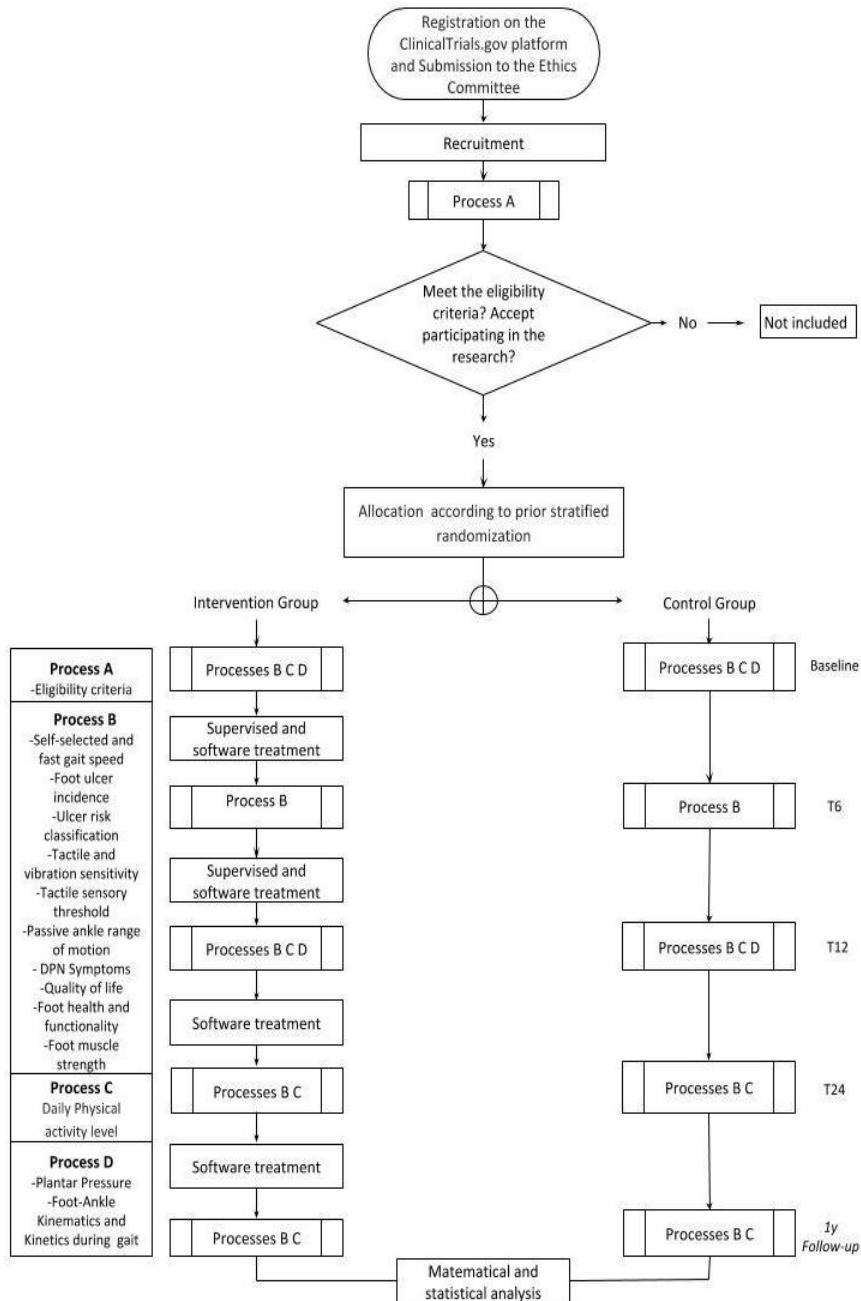 Registration on the
ClinicalTrials.gov platform
and Submission to the Ethics
Committee
Recruitment
Process A
Meet the eligibility
criteria? Accept
participating in the
research?
No
Not included
Yes
Allocation according to prior stratified
randomization
Intervention Group
Control Group
Process A
-Eligibility criteria
Process B
-Self-selected and
fast gait speed
-Foot ulcer
incidence
-Ulcer risk
classification
-Tactile and
vibration sensitivity
-Tactile sensory
threshold
-Passive ankle range
of motion
- DPN Symptoms
-Quality of life
-Foot health and
functionality
-Foot muscle
strength
Process C
Daily Physical
activity level
Process D
-Plantar Pressure
-Foot-Ankle
Kinematics and
Kinetics during gait
Processes B C D
Supervised and
software treatment
Process B
Supervised and
software treatment
Processes B C D
Software treatment
Processes B C
Software treatment
Processes B C
Processes B C D
Baseline
Process B
T6
Processes B C D
T12
Processes B C
T24
Processes B C
1y
Follow-up
Matematical and
statistical analysis